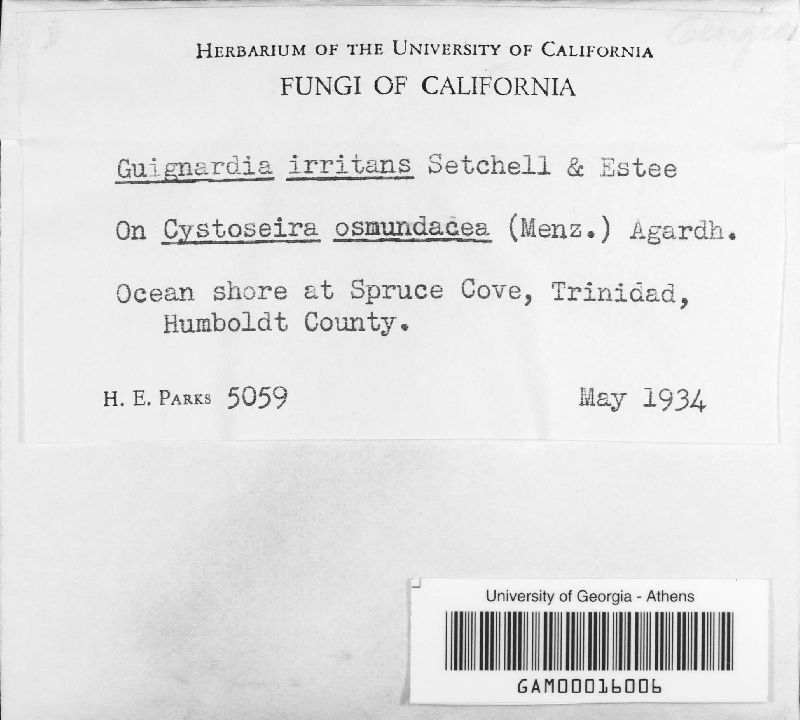 HERBARIUM OF THE UNIVERSITY OF CALIFORNIA
FUNGI OF CALIFORNIA
Guignardia irritans Setchell & Estee
On Cystoseira osmundacea (Menz.) Agardh.
Ocean shore at Spruce Cove, Trinidad,
Humboldt County.
H. E. PARKS 5059 May 1934
University of Georgia - Athens
GAM00016006